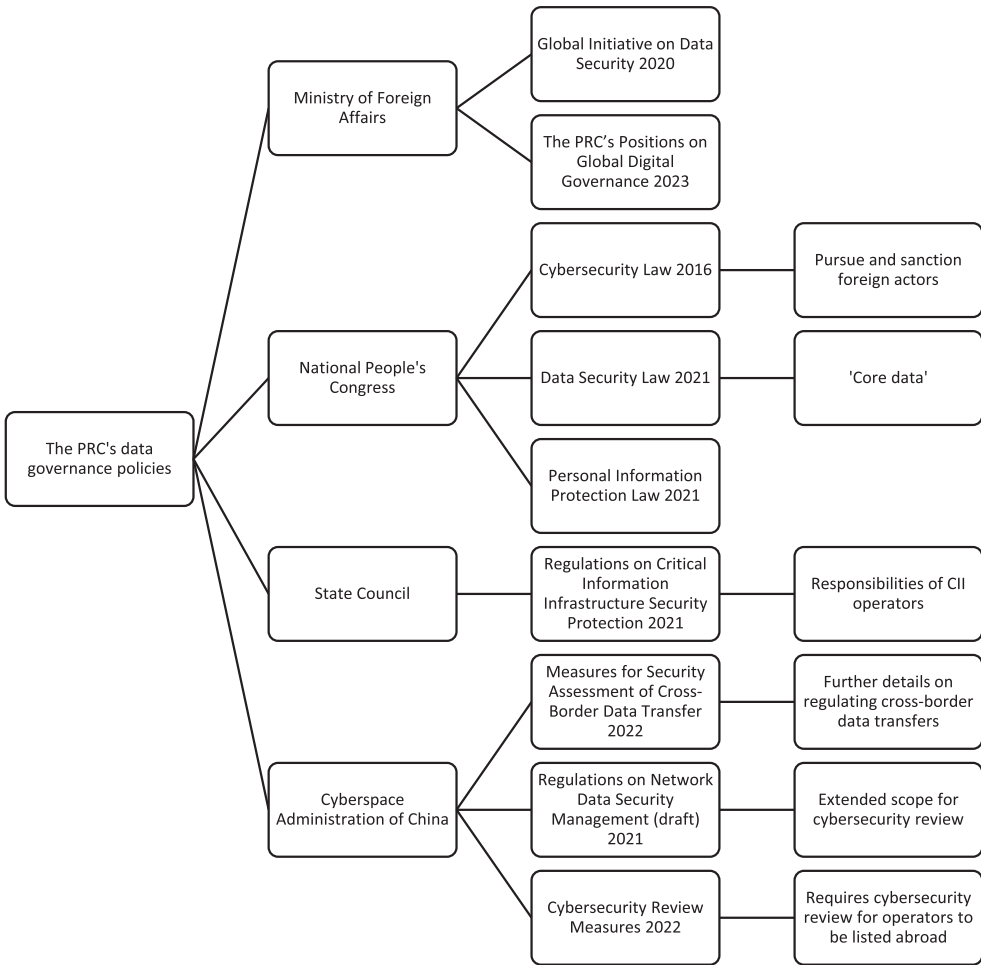 Global Initiative on Data
Security 2020
Ministry of Foreign
Affairs
The PRC’s Positions on
Global Digital
Governance 2023
Cybersecurity Law 2016
Pursue and sanction
foreign actors
National People's
Congress
Data Security Law 2021
'Core data'
The PRC's data
governance policies
Personal Information
Protection Law 2021
State Council
Regulations on Critical
Information
Infrastructure Security
Protection 2021
Responsibilities of CII
operators
Measures for Security
Assessment of Cross-
Border Data Transfer
2022
Further details on
regulating cross-border
data transfers
Cyberspace
Administration of China
Regulations on Network
Data Security
Management (draft)
2021
Extended scope for
cybersecurity review
Cybersecurity Review
Measures 2022
Requires cybersecurity
review for operators to
be listed abroad